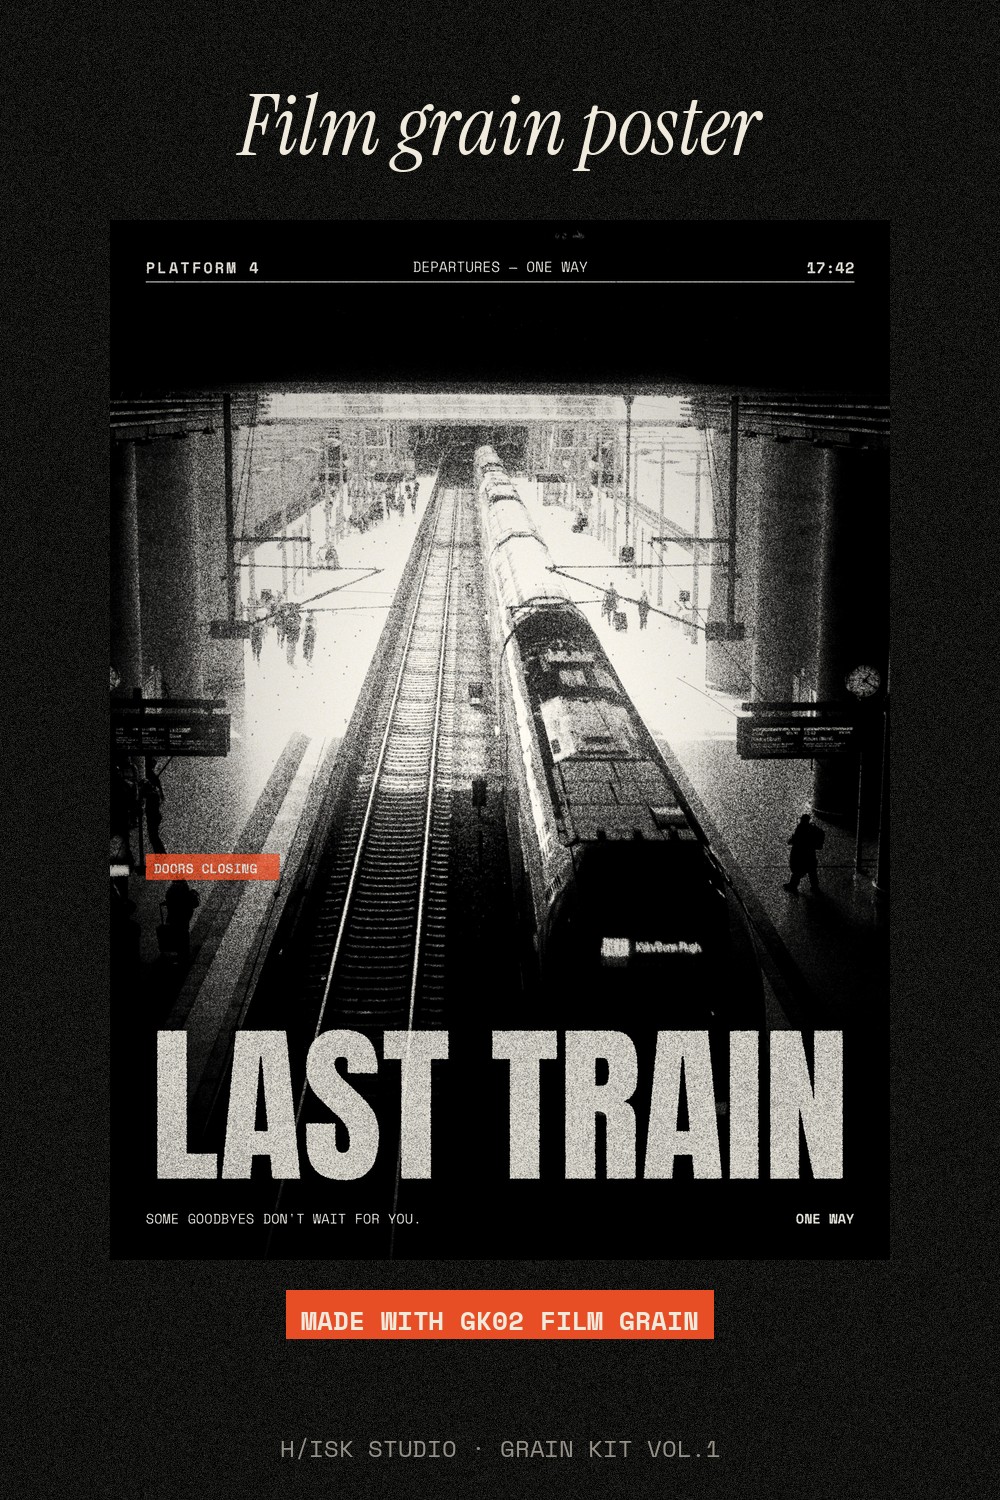 Film grain poster
PLATFORM 4
DEPARTURES — ONE WAY
17:42
DOORS CLOSING
LAST TRAIN
SOME GOODBYES DON'T WAIT FOR YOU.
ONE WAY
MADE WITH GK02 FILM GRAIN
H/ISK STUDIO · GRAIN KIT VOL.1